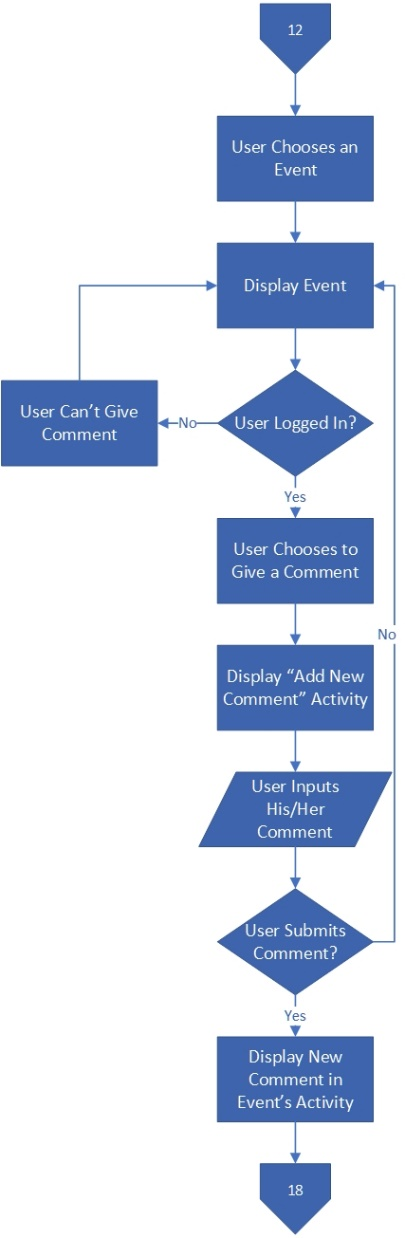 12
User Chooses an
Event
Display Event
User Can't Give
Comment
No
User Logged In?
Yes
User Chooses to
Give a Comment
No
Display “Add New
Comment” Activity
User Inputs
His/Her
Comment
User Submits
Comment?
Yes
Display New
Comment in
Event's Activity
18